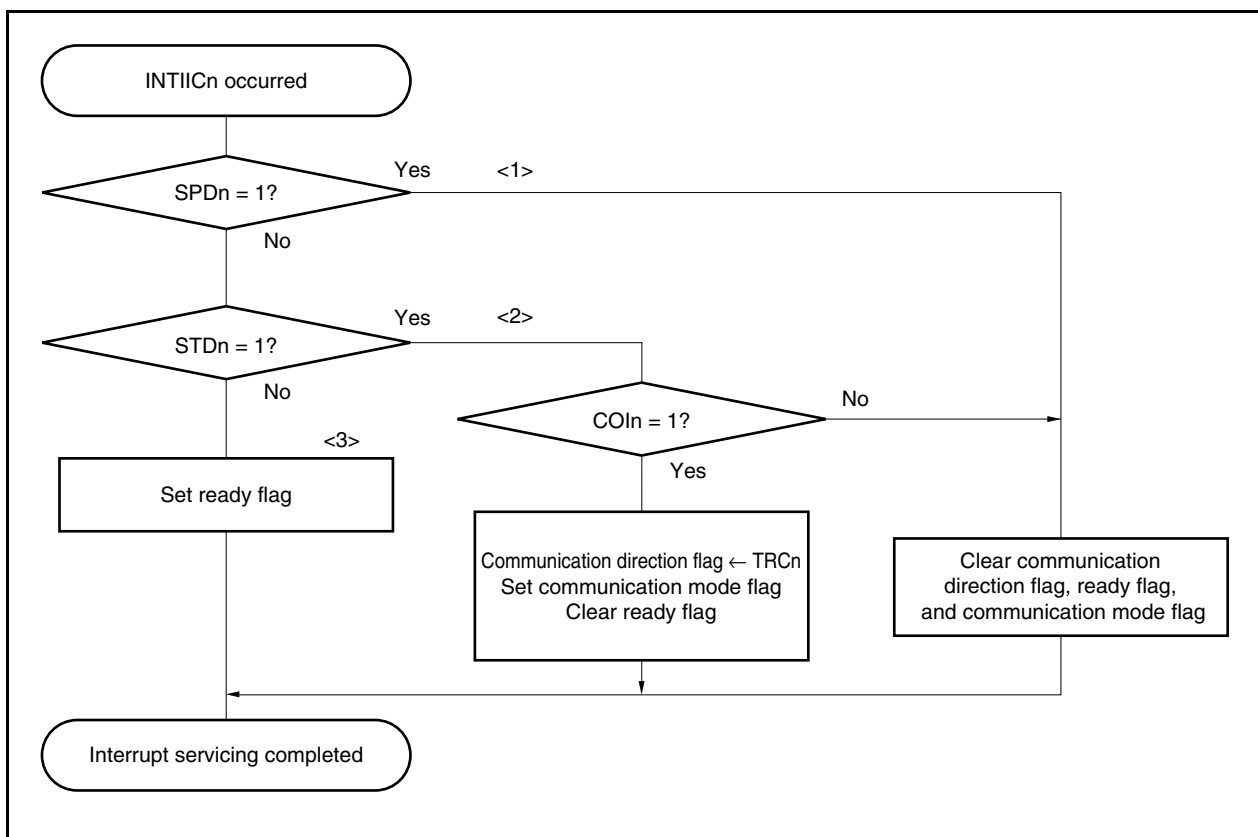 INTIICn occurred
SPDn = 1?
Yes
<1>
No
STDn = 1?
Yes
<2>
No
COIn = 1?
No
Yes
<3>
Set ready flag
Communication direction flag ← TRCn
Set communication mode flag
Clear ready flag
Clear communication
direction flag, ready flag,
and communication mode flag
Interrupt servicing completed